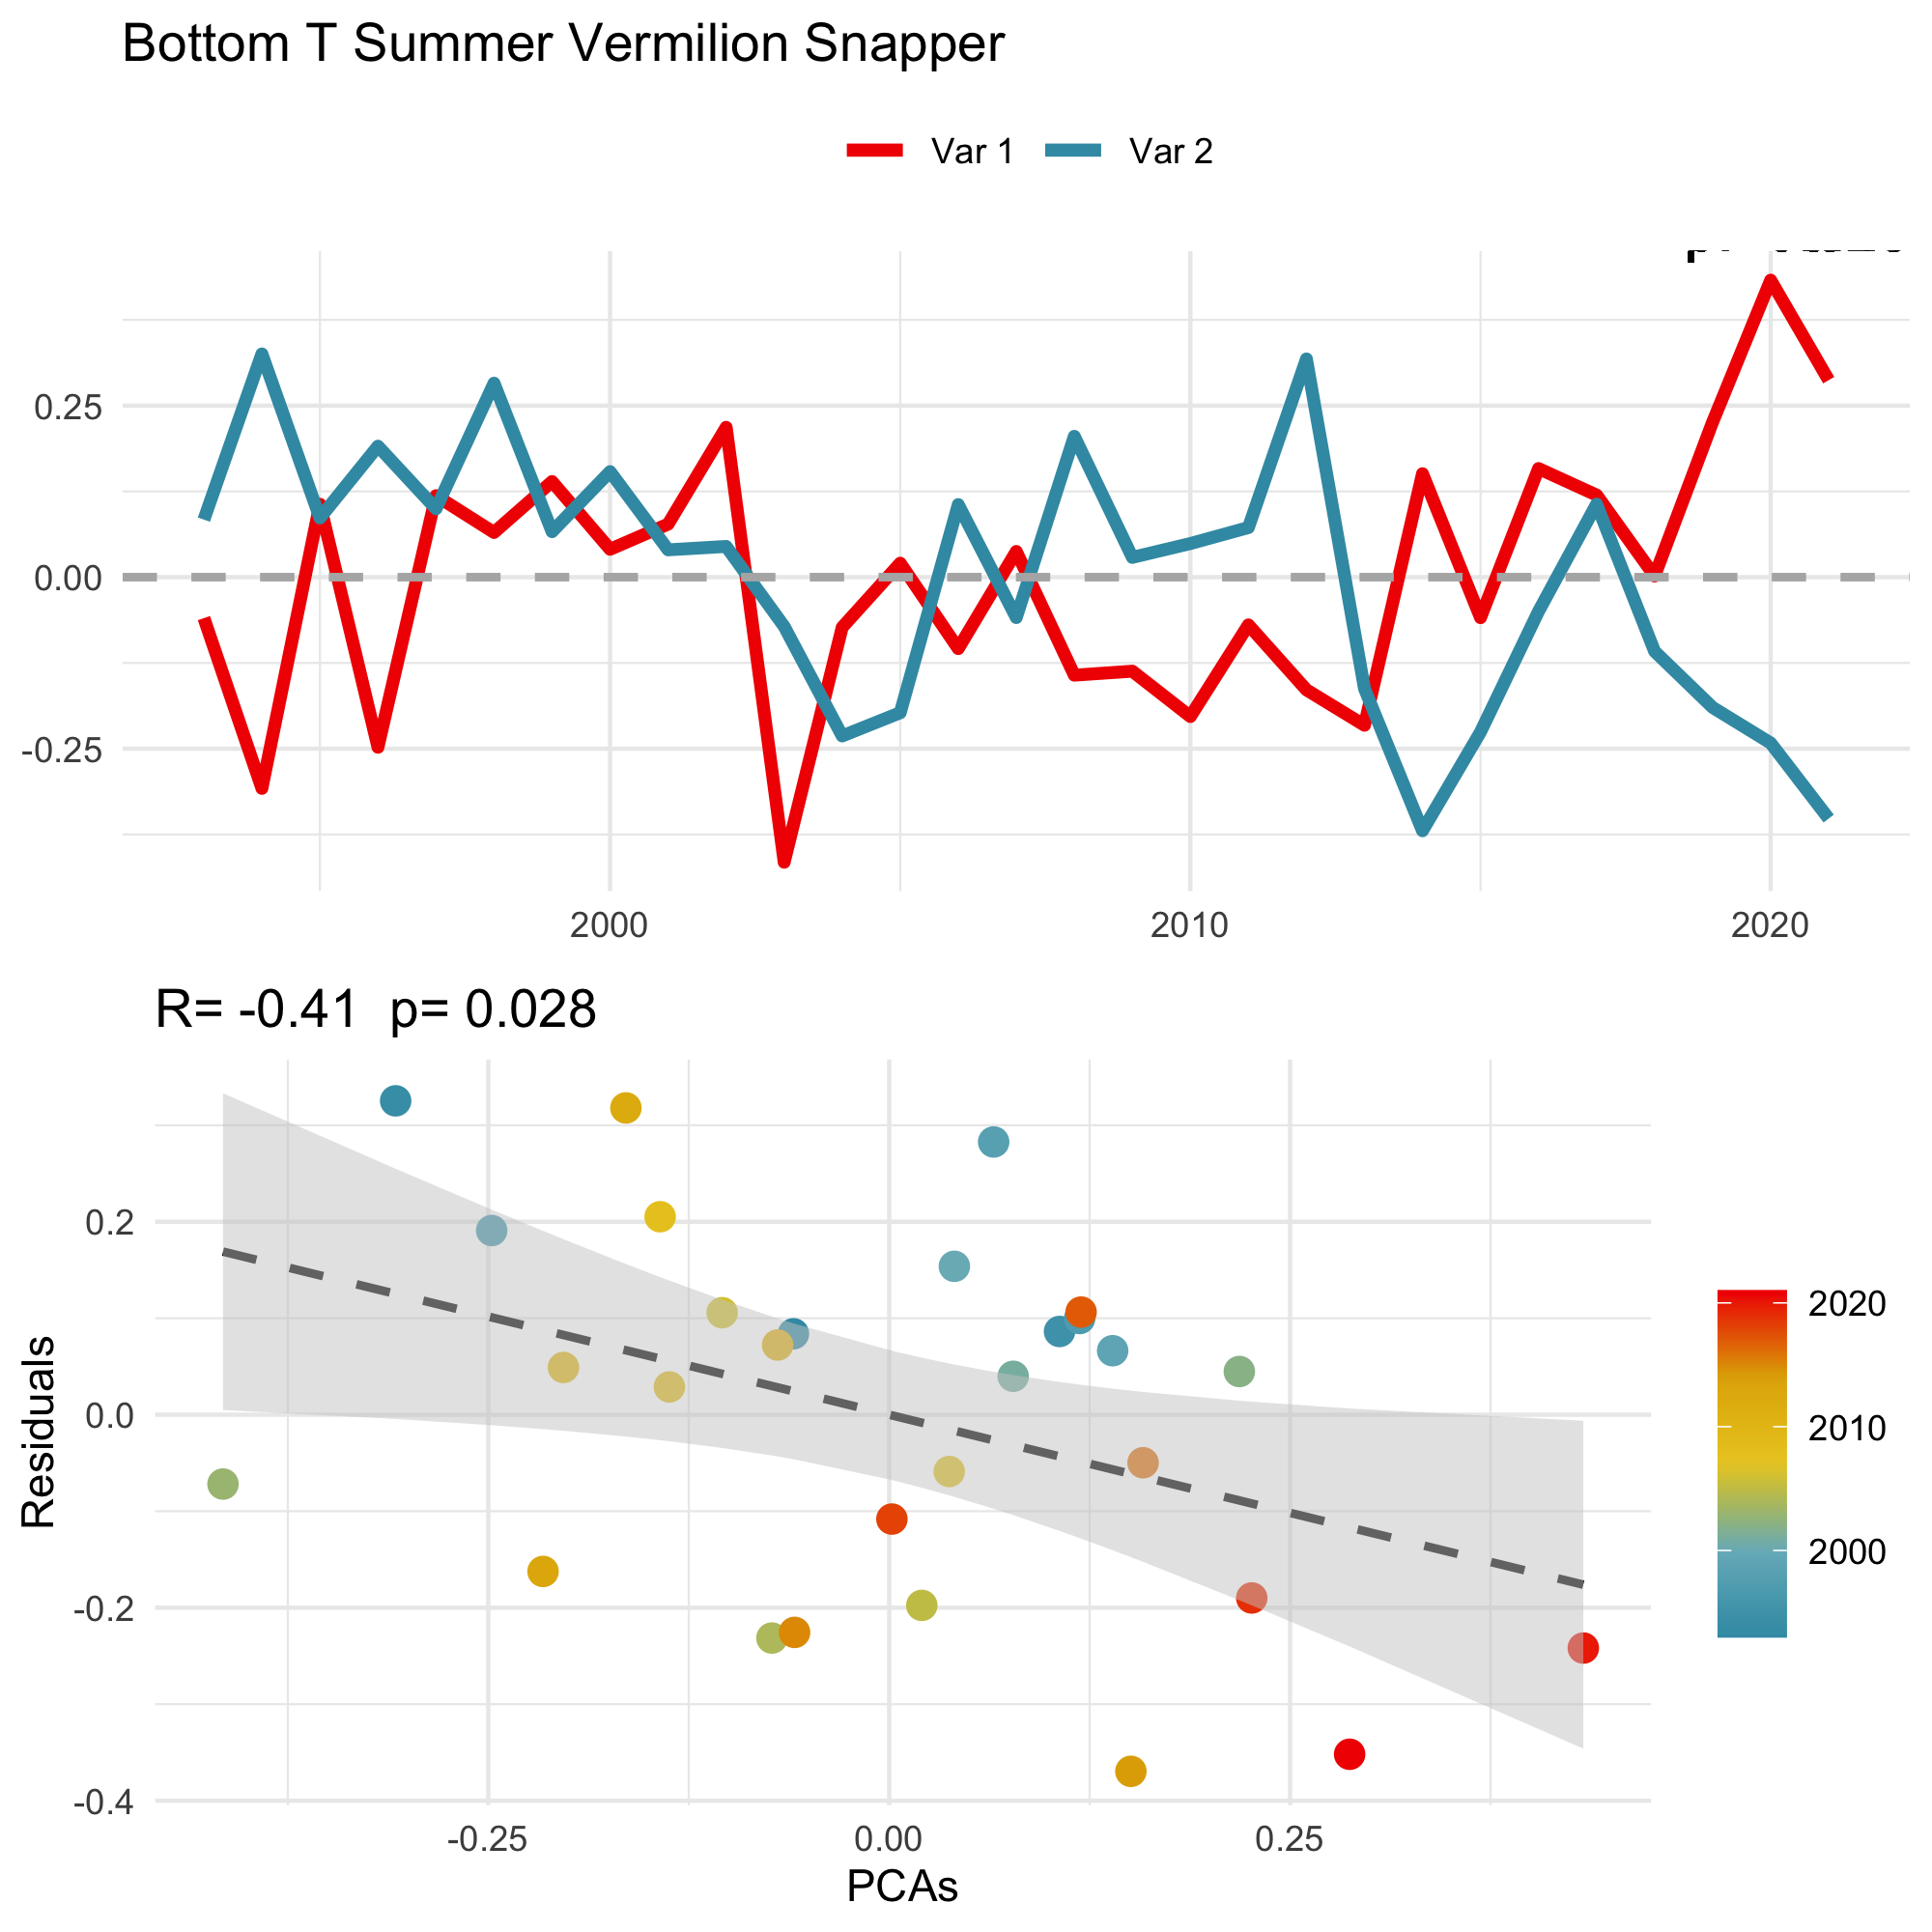 Bottom T Summer Vermilion Snapper
Var 1 Var 2
0.25
0.00
-0.25
2000 2010 2020
R= -0.41 p= 0.028
Residuals
0.2
0.0
-0.2
-0.4
-0.25 0.00 0.25
PCAs
2020
2010
2000